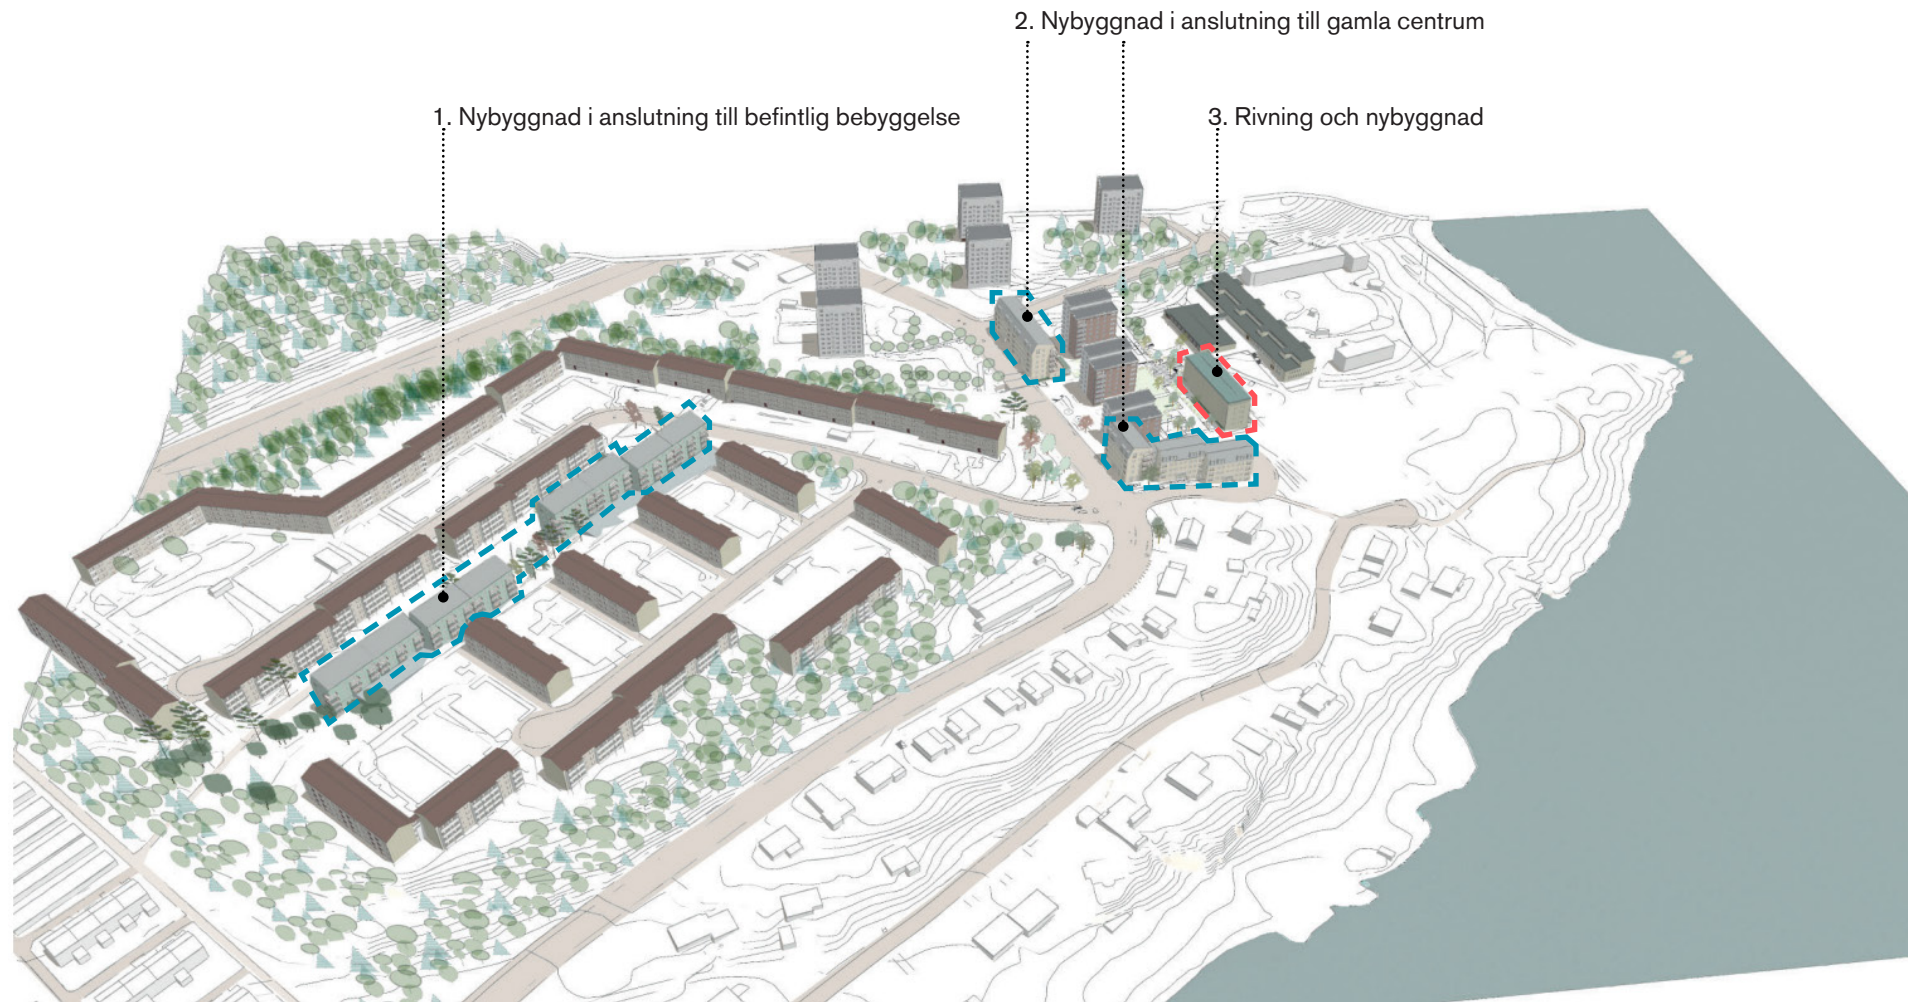 2. Nybyggnad i anslutning till gamla centrum
1. Nybyggnad i anslutning till befintlig bebyggelse
3. Rivning och nybyggnad